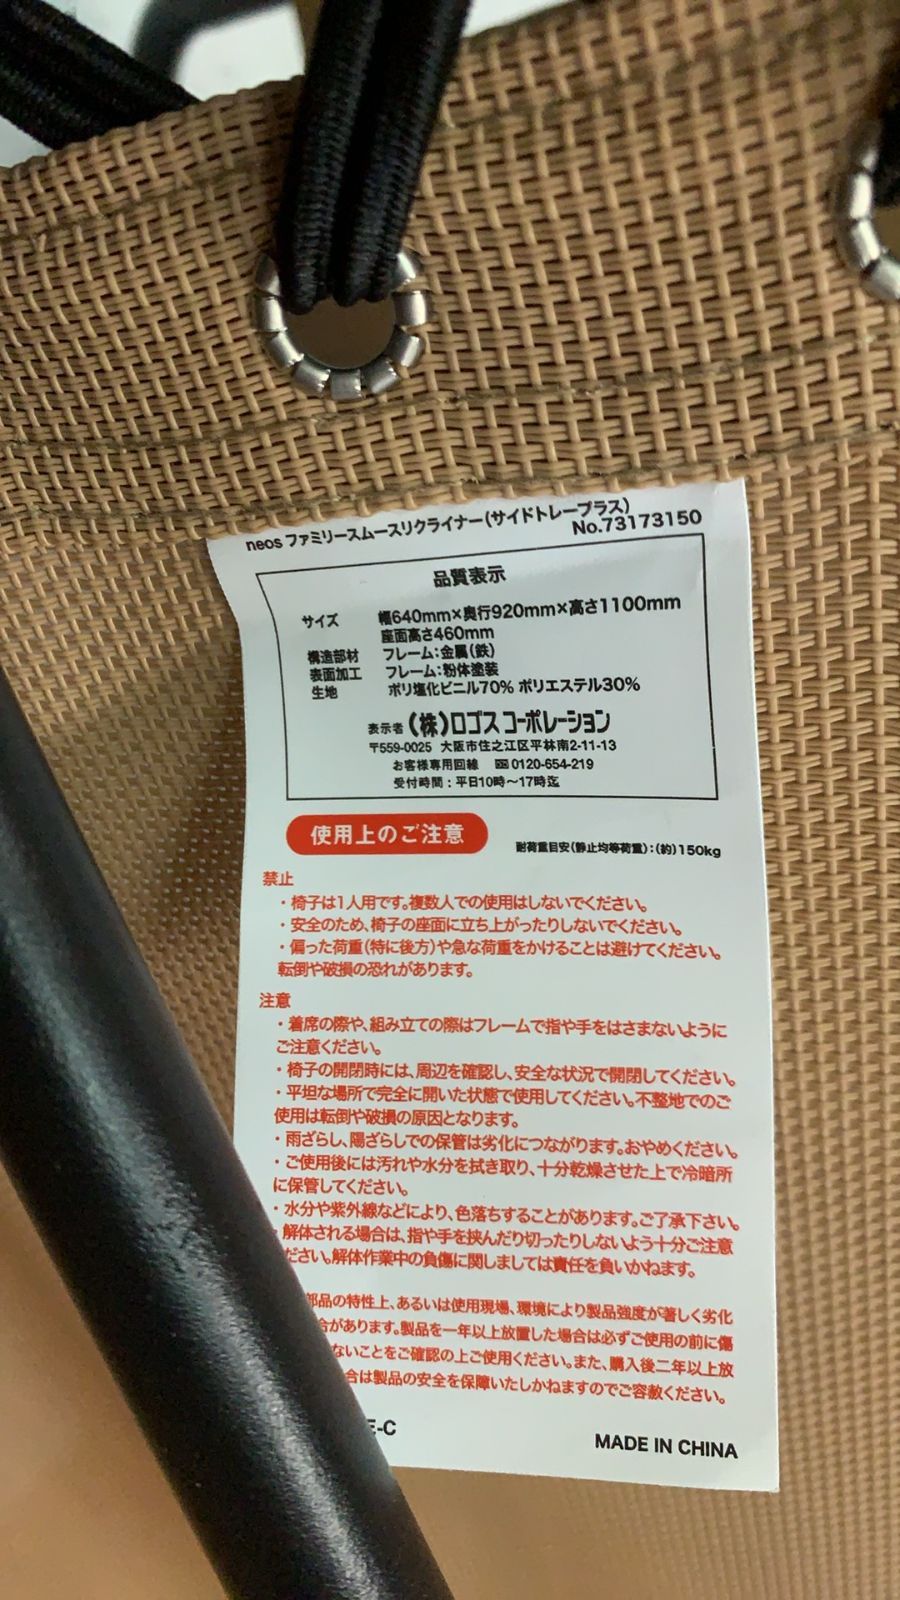 neos ファミリースムースリクライナー(サイドトレープラス)
No.73173150
品質表示
サイズ 幅640mm×奥行920mm×高さ1100mm
座面高さ460mm
構造部材 フレーム:金属(鉄)
表面加工 フレーム:粉体塗装
生地 ポリ塩化ビニル70% ポリエステル30%
表示者 (株)ロゴス コーポレーション
〒559-0025 大阪市住之江区平林南2-11-13
お客様専用回線 0120-654-219
受付時間:平日10時〜17時迄
使用上のご注意 耐荷重目安(静止均等荷重):(約)150kg
禁止
・椅子は1人用です。複数人での使用はしないでください。
・安全のため、椅子の座面に立ち上がったりしないでください。
・偏った荷重(特に後方)や急な荷重をかけることは避けてください。
転倒や破損の恐れがあります。
注意
・着席の際や、組み立ての際はフレームで指や手をはさまないように
ご注意ください。
・椅子の開閉時には、周辺を確認し、安全な状況で開閉してください。
・平坦な場所で完全に開いた状態で使用してください。不整地でのご
使用は転倒や破損の原因となります。
・雨ざらし、陽ざらしでの保管は劣化につながります。おやめください。
・ご使用後には汚れや水分を拭き取り、十分乾燥させた上で冷暗所
に保管してください。
・水分や紫外線などにより、色落ちすることがあります。ご了承下さい。
・解体される場合は、指や手を挟んだり切ったりしないよう十分ご注意
ださい。解体作業中の負傷に関しましては責任を負いかねます。
部品の特性上、あるいは使用現場、環境により製品強度が著しく劣化
合があります。製品を一年以上放置した場合は必ずご使用の前に傷
ないことをご確認の上ご使用ください。また、購入後二年以上放
合は製品の安全を保障いたしかねますのでご容赦ください。
E-C MADE IN CHINA